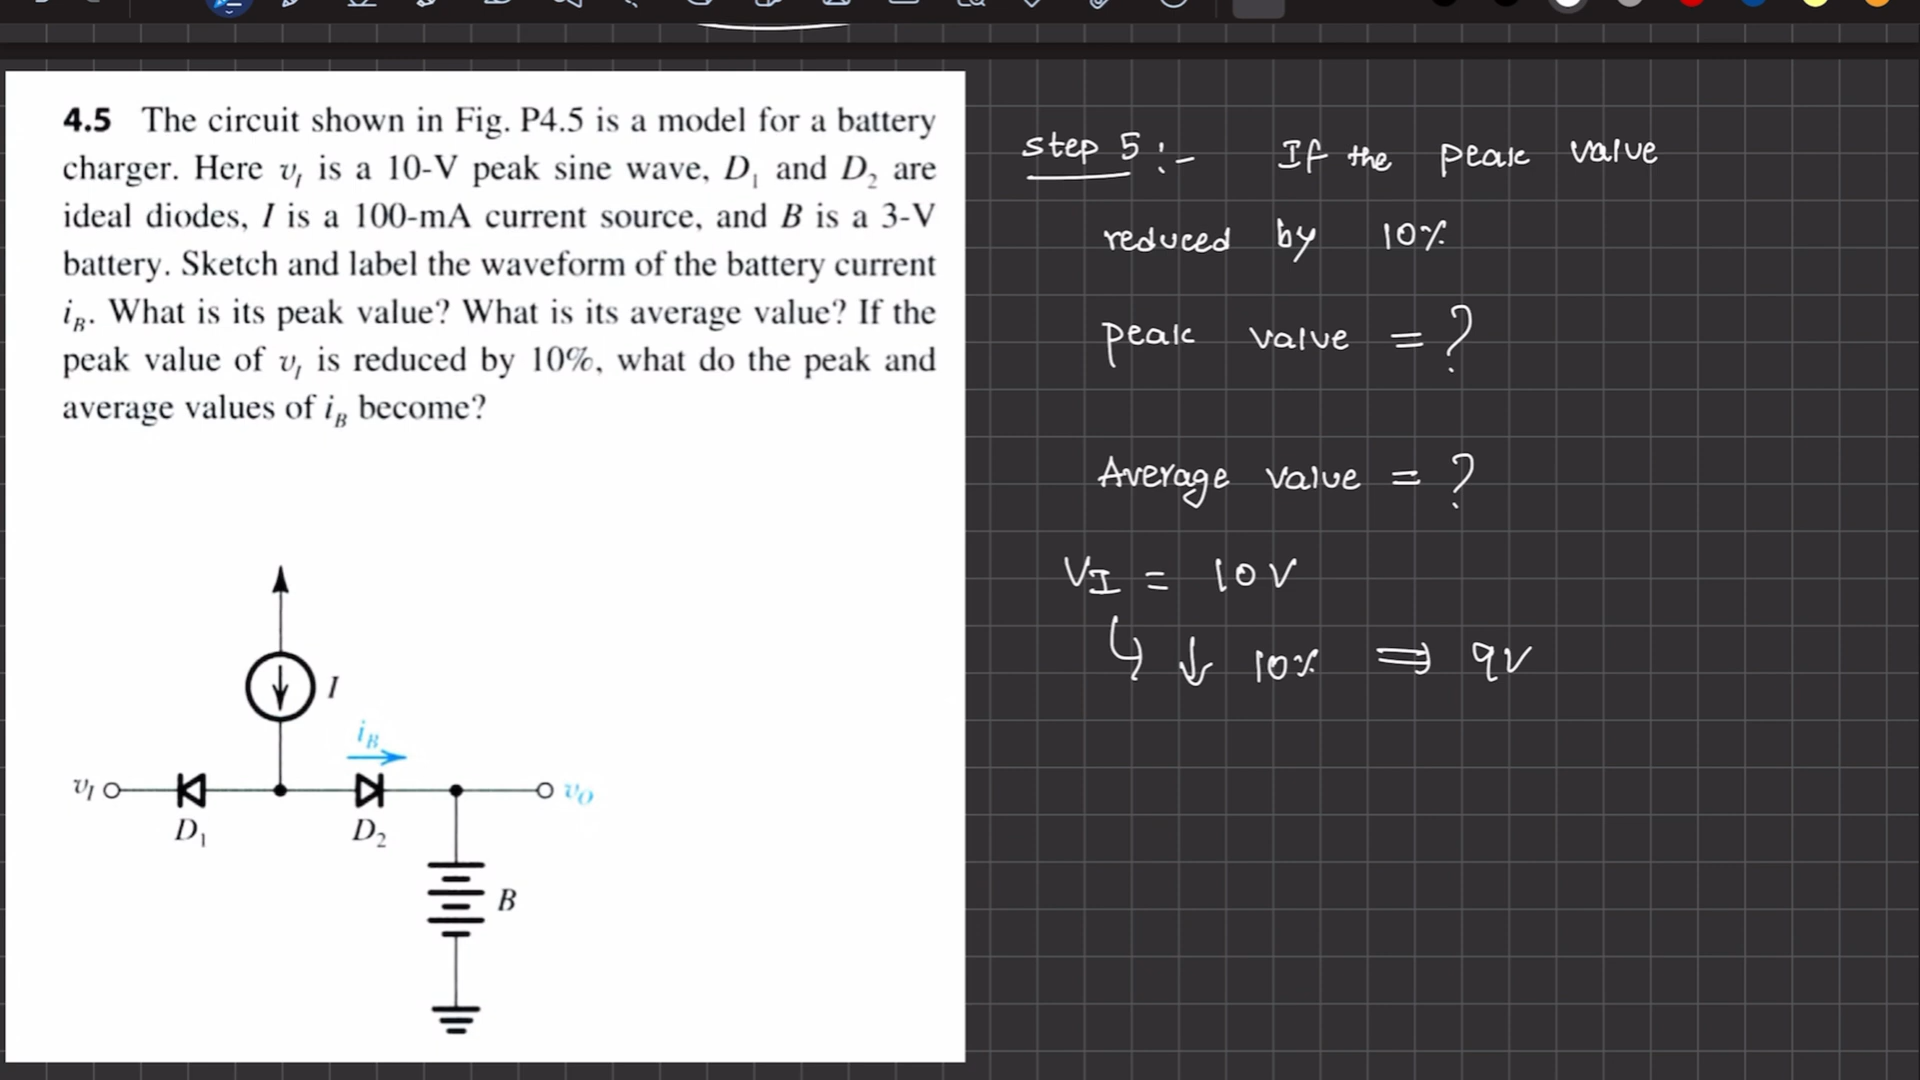 4.5 The circuit shown in Fig. P4.5 is a model for a battery
charger. Here v_I is a 10-V peak sine wave, D_1 and D_2 are
ideal diodes, I is a 100-mA current source, and B is a 3-V
battery. Sketch and label the waveform of the battery current
i_B. What is its peak value? What is its average value? If the
peak value of v_I is reduced by 10%, what do the peak and
average values of i_B become?
I
i_B
v_I
v_O
D_1
D_2
B
step 5 :- If the peak value
reduced by 10%
peak value = ?
Average value = ?
V_I = 10V
↳ ↓ 10% ⇒ 9V